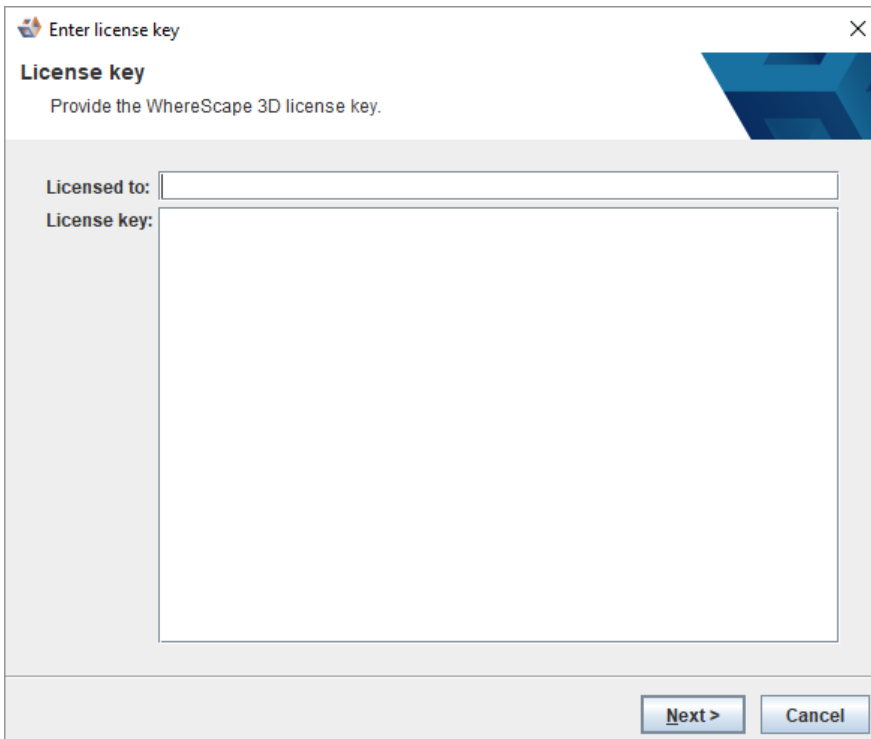 Enter license key
License key
Provide the WhereScape 3D license key.
Licensed to:
License key:
Next >
Cancel